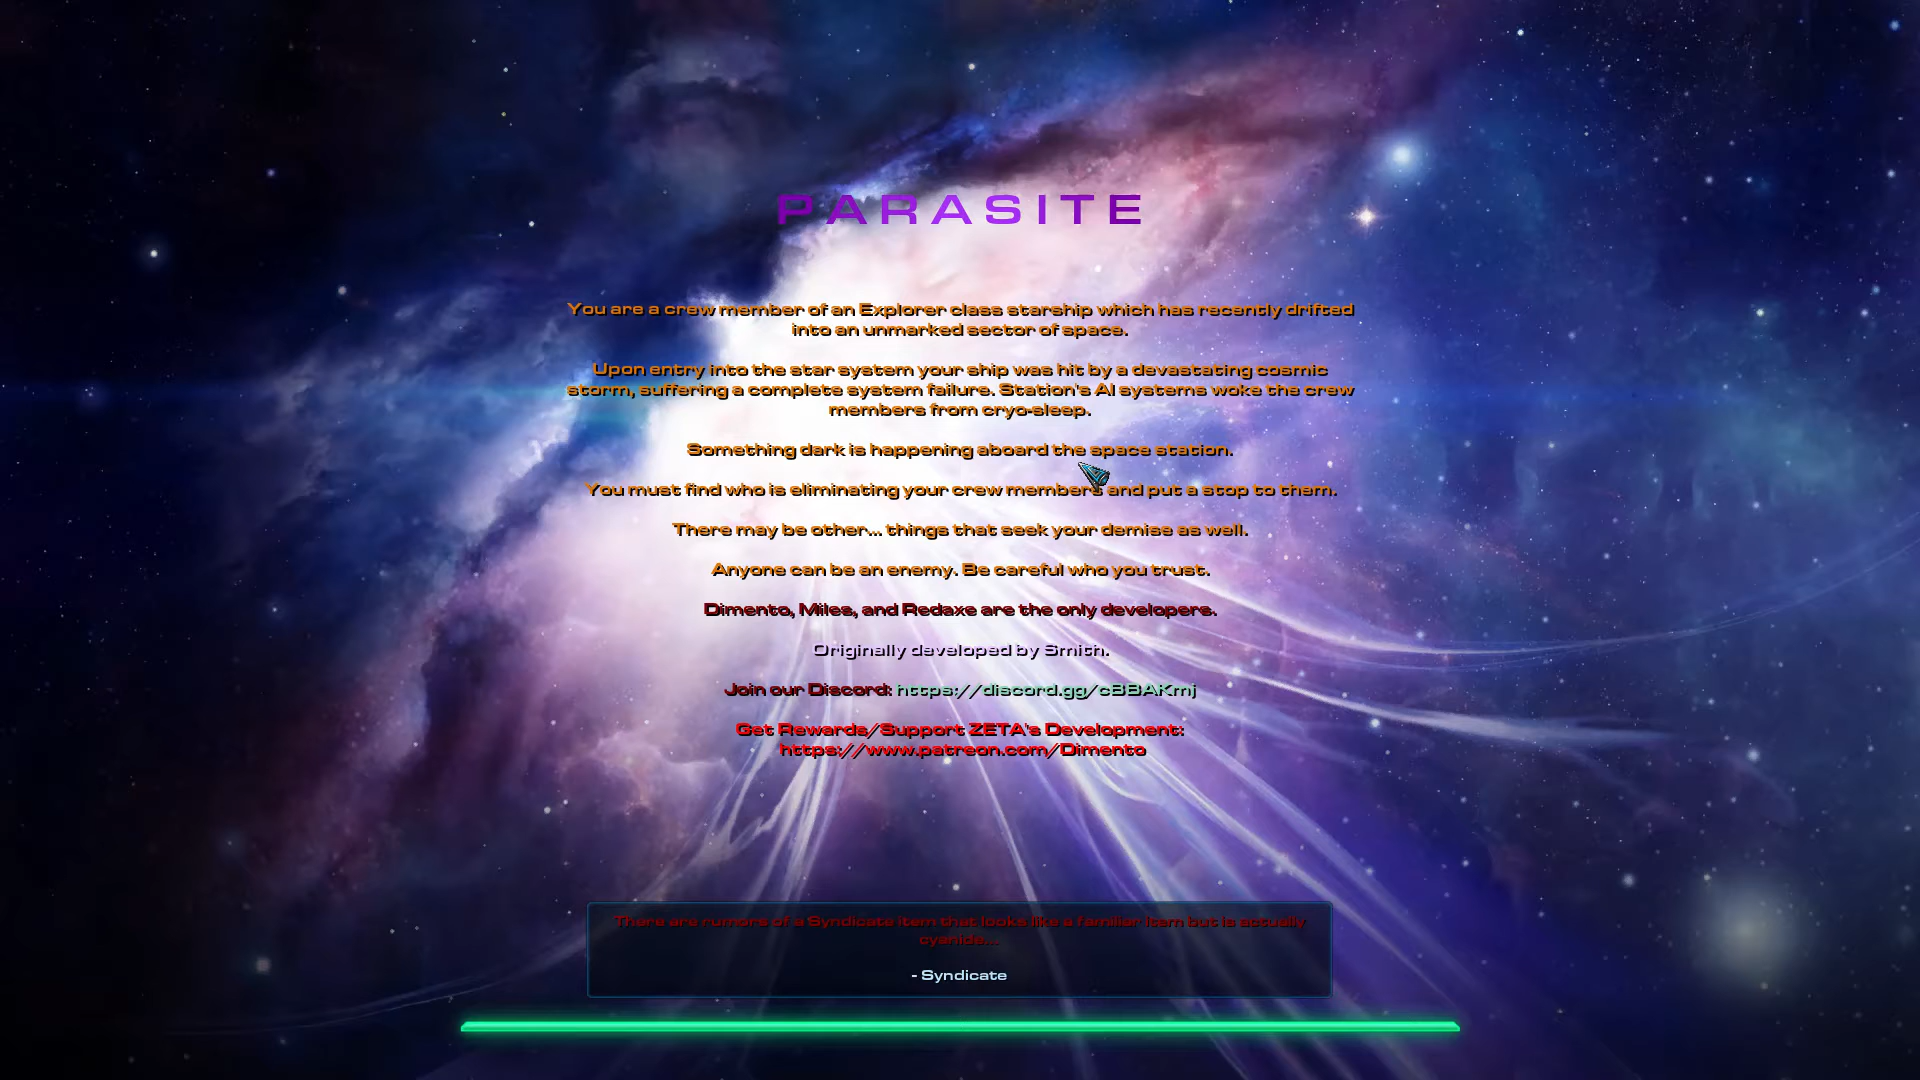 PARASITE
You are a crew member of an Explorer class starship which has recently drifted
into an unmarked sector of space.
Upon entry into the star system your ship was hit by a devastating cosmic
storm, suffering a complete system failure. Station's AI systems woke the crew
members from cryo-sleep.
Something dark is happening aboard the space station.
You must find who is eliminating your crew members and put a stop to them.
There may be other... things that seek your demise as well.
Anyone can be an enemy. Be careful who you trust.
Dimento, Miles, and Redaxe are the only developers.
Originally developed by Smith.
Join our Discord: https://discord.gg/cBBAKmj
Get Rewards/Support ZETA's Development:
https://www.patreon.com/Dimento
There are rumors of a Syndicate item that looks like a familiar item but is actually
cyanide...
- Syndicate